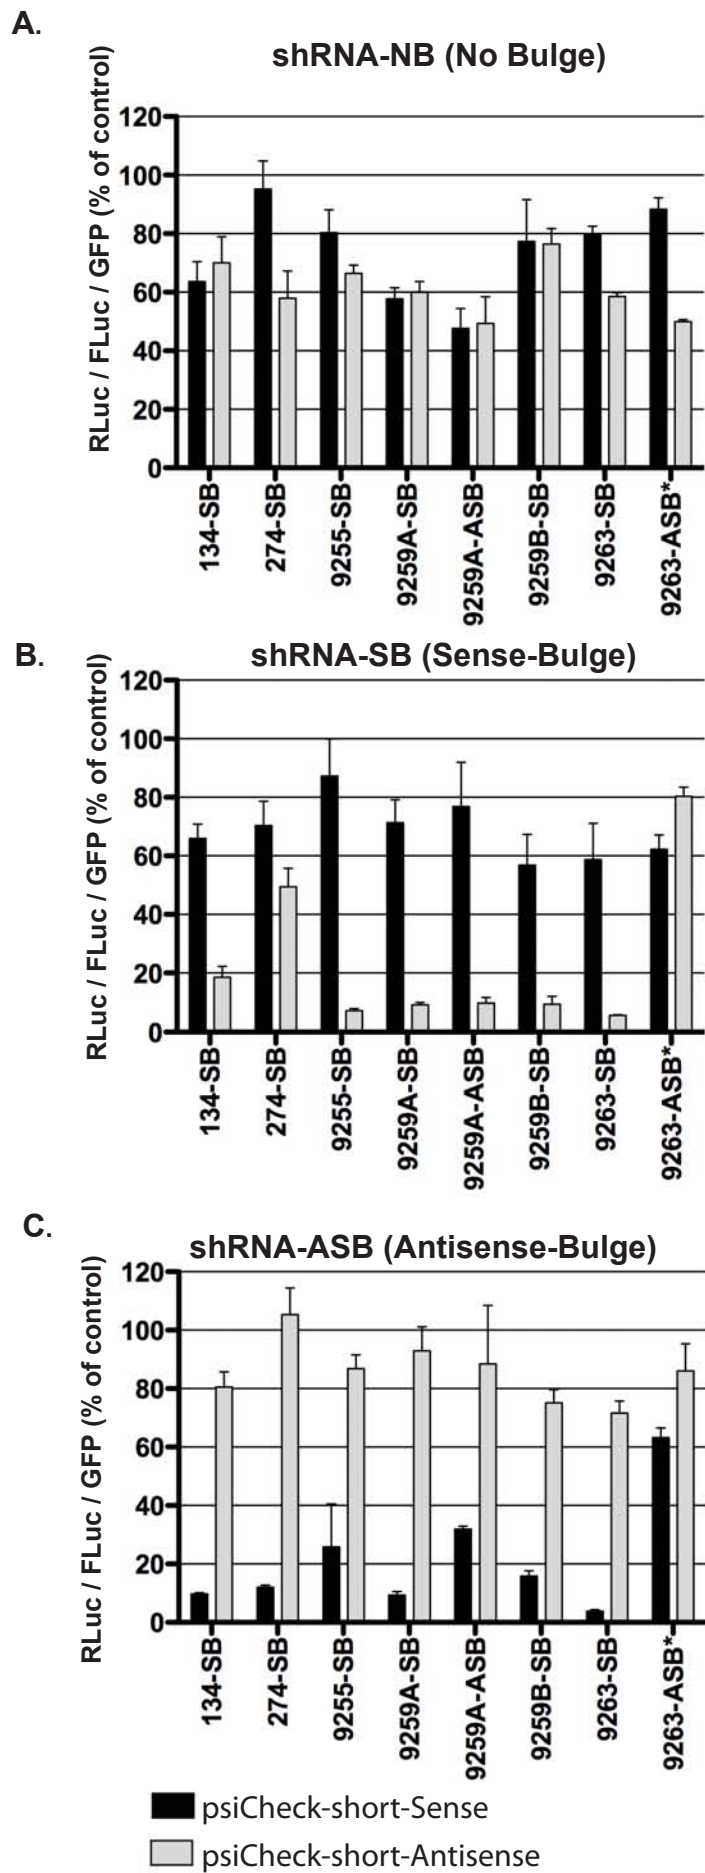 A.
shRNA-NB (No Bulge)
RLuc / FLuc / GFP (% of control)
120
100
80
60
40
20
0
134-SB
274-SB
9255-SB
9259A-SB
9259A-ASB
9259B-SB
9263-SB
9263-ASB*
B.
shRNA-SB (Sense-Bulge)
RLuc / FLuc / GFP (% of control)
120
100
80
60
40
20
0
134-SB
274-SB
9255-SB
9259A-SB
9259A-ASB
9259B-SB
9263-SB
9263-ASB*
C.
shRNA-ASB (Antisense-Bulge)
RLuc / FLuc / GFP (% of control)
120
100
80
60
40
20
0
134-SB
274-SB
9255-SB
9259A-SB
9259A-ASB
9259B-SB
9263-SB
9263-ASB*
psiCheck-short-Sense
psiCheck-short-Antisense